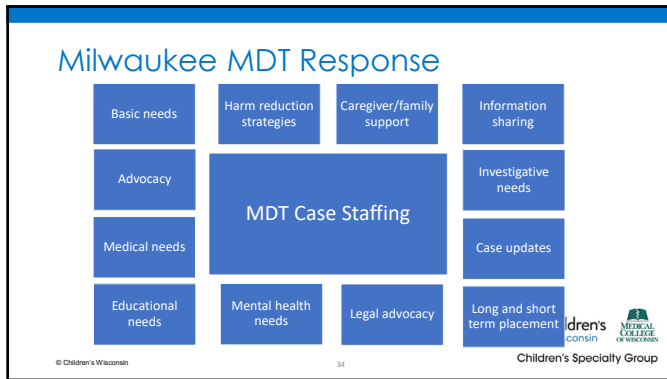 Milwaukee MDT Response
Basic needs
Harm reduction
strategies
Caregiver/family
support
Information
sharing
Advocacy
MDT Case Staffing
Investigative
needs
Medical needs
Case updates
Educational
needs
Mental health
needs
Legal advocacy
Long and short
term placement
ldren's
consin
MEDICAL
COLLEGE
OF WISCONSIN
© Children's Wisconsin
34
Children's Specialty Group